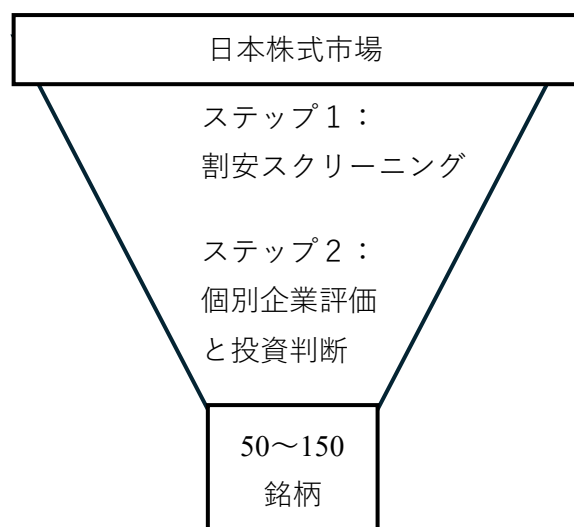 日本株式市場
ステップ１：
割安スクリーニング
ステップ２：
個別企業評価
と投資判断
50～150
銘柄